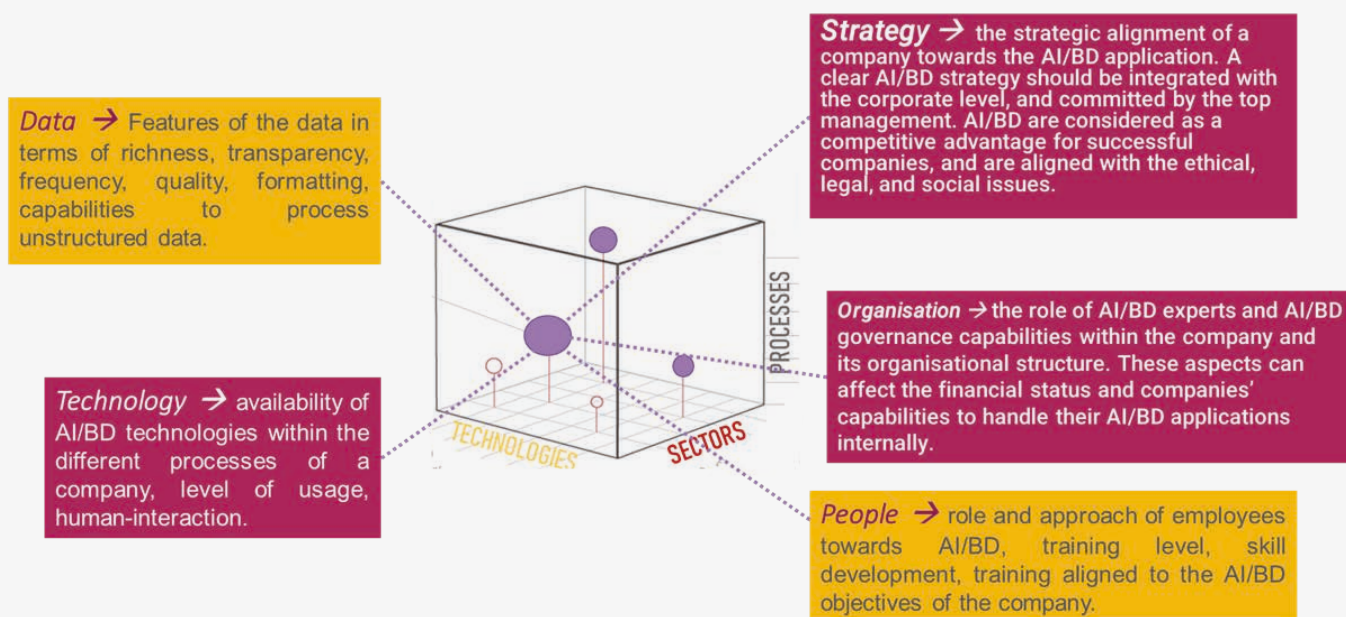 Strategy → the strategic alignment of a
company towards the AI/BD application. A
clear AI/BD strategy should be integrated with
the corporate level, and committed by the top
management. AI/BD are considered as a
competitive advantage for successful
companies, and are aligned with the ethical,
legal, and social issues.
Data → Features of the data in
terms of richness, transparency,
frequency, quality, formatting,
capabilities to process
unstructured data.
PROCESSES
TECHNOLOGIES
SECTORS
Organisation → the role of AI/BD experts and AI/BD
governance capabilities within the company and
its organisational structure. These aspects can
affect the financial status and companies’
capabilities to handle their AI/BD applications
internally.
Technology → availability of
AI/BD technologies within the
different processes of a
company, level of usage,
human-interaction.
People → role and approach of employees
towards AI/BD, training level, skill
development, training aligned to the AI/BD
objectives of the company.